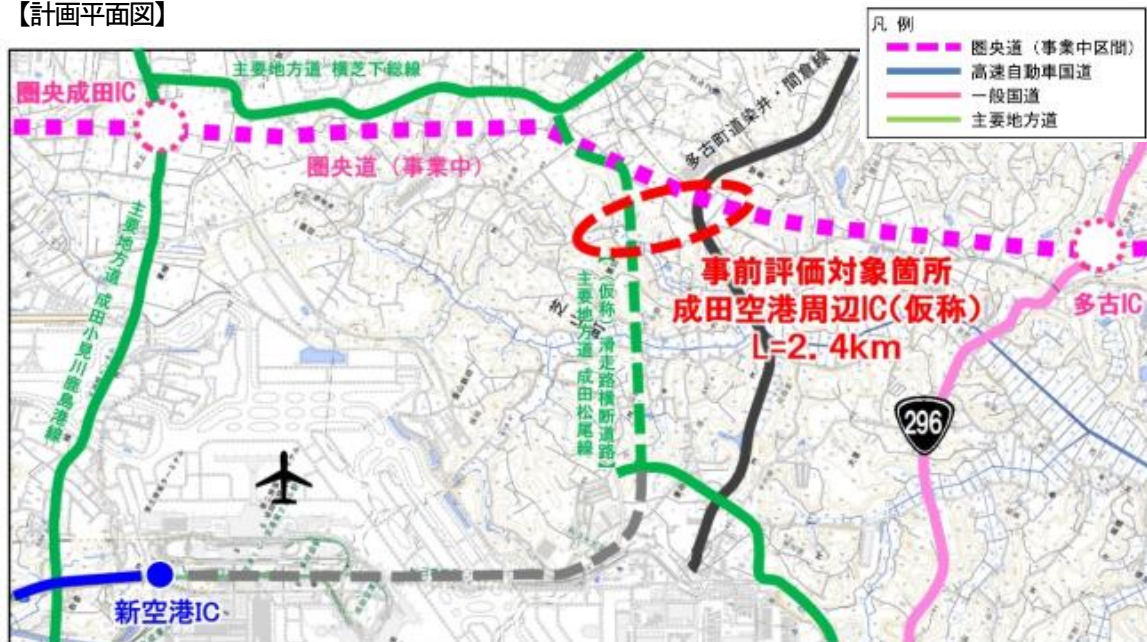 【計画平面図】
凡 例
圏央道（事業中区間）
高速自動車国道
一般国道
主要地方道
主要地方道 横芝下総線
圏央成田IC
圏央道（事業中）
多古町道染井・間倉線
主要地方道 成田小見川鹿島港線
事前評価対象箇所
成田空港周辺IC(仮称)
L=2. 4km
多古IC
【（仮称）滑走路横断道路】
主要地方道 成田松尾線
芝山町
296
新空港IC